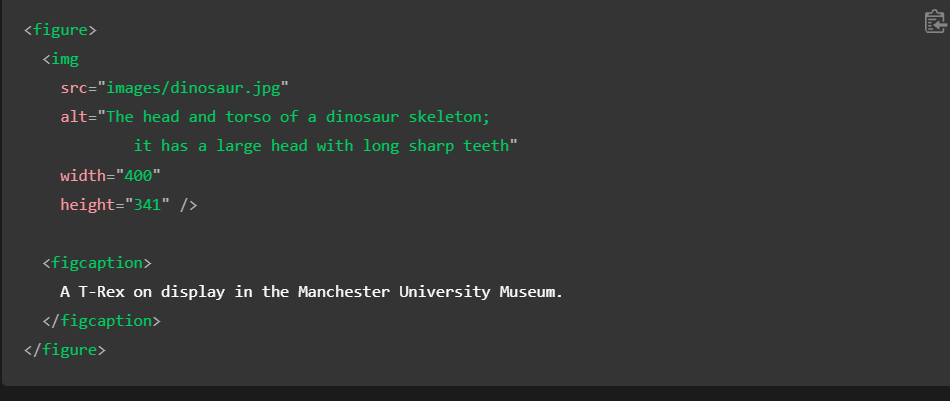 <figure>
  <img
    src="images/dinosaur.jpg"
    alt="The head and torso of a dinosaur skeleton;
            it has a large head with long sharp teeth"
    width="400"
    height="341" />

  <figcaption>
    A T-Rex on display in the Manchester University Museum.
  </figcaption>
</figure>